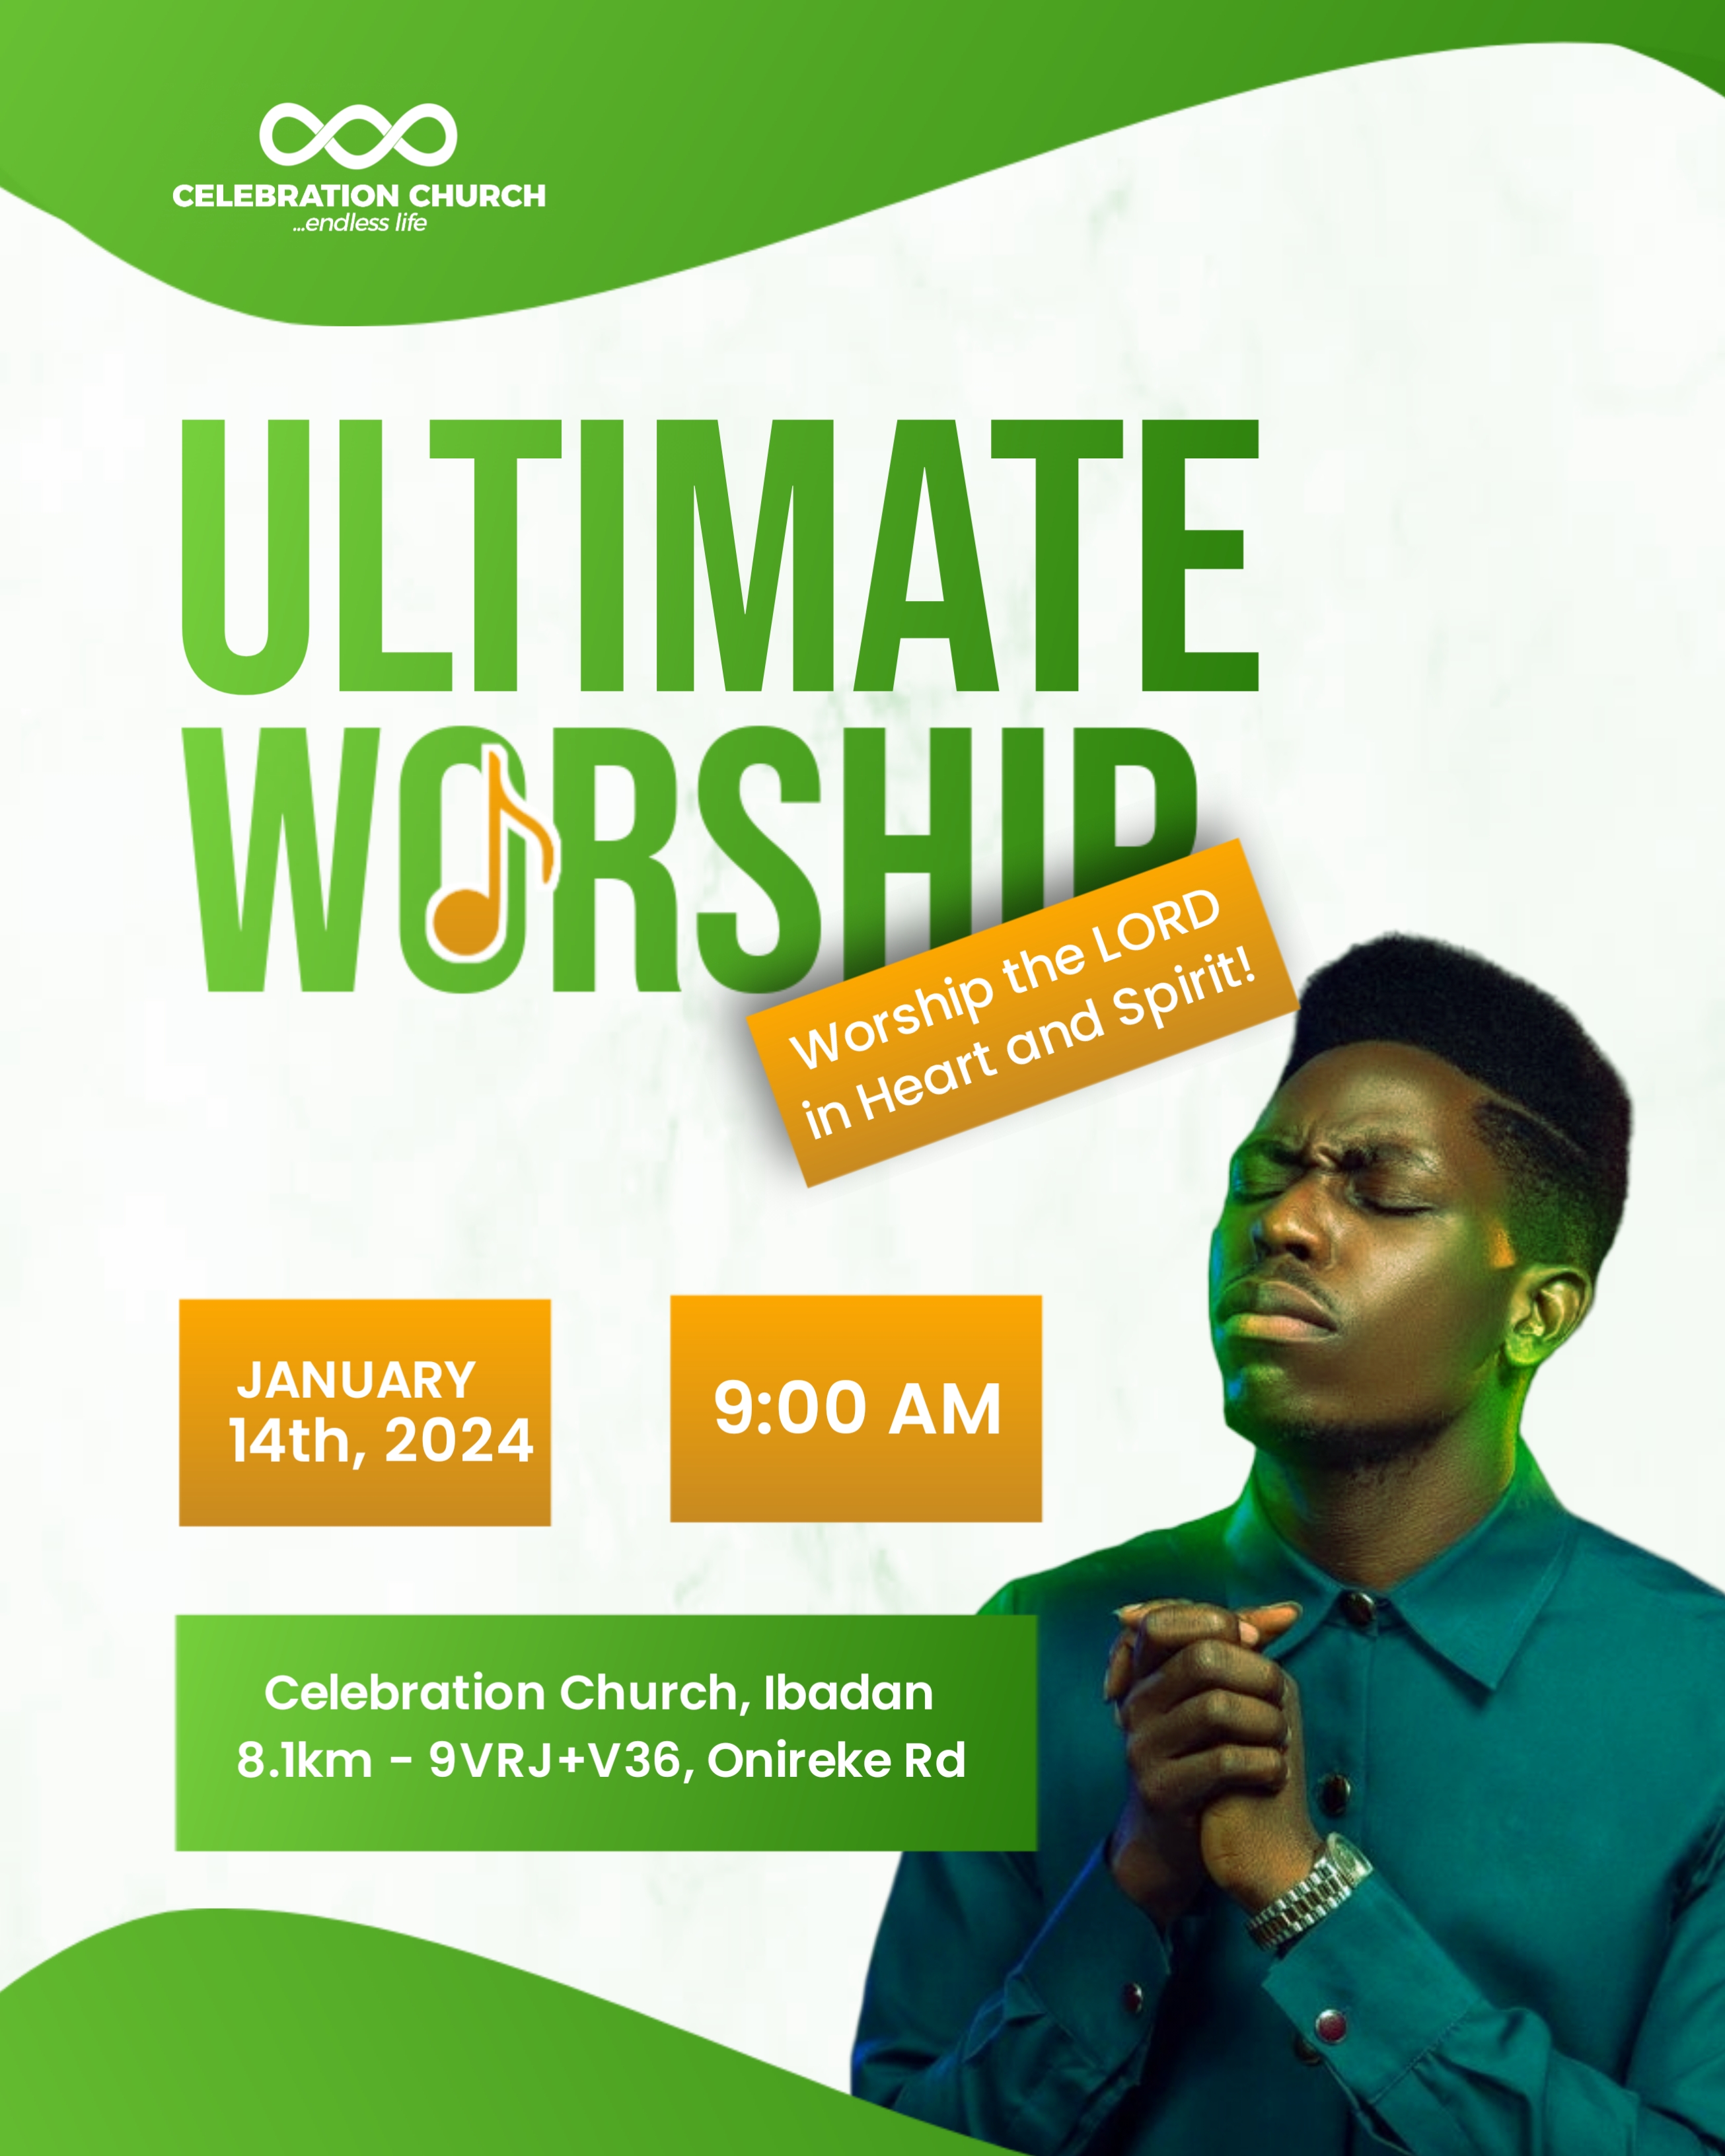 CELEBRATION CHURCH
...endless life
ULTIMATE
WORSHIP
Worship the LORD
in Heart and Spirit!
JANUARY
14th, 2024
9:00 AM
Celebration Church, Ibadan
8.1km - 9VRJ+V36, Onireke Rd